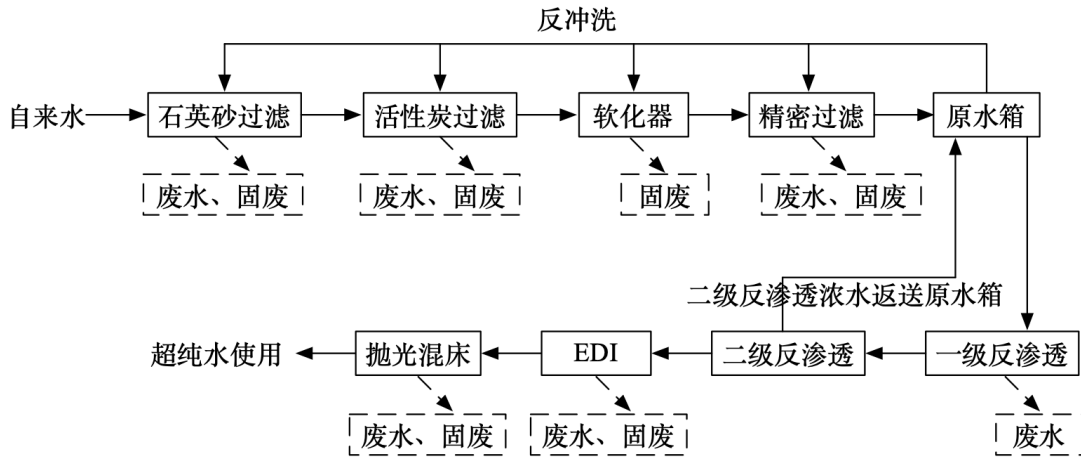 反冲洗
自来水
石英砂过滤
活性炭过滤
软化器
精密过滤
原水箱
废水、固废
废水、固废
固废
废水、固废
二级反渗透浓水返送原水箱
超纯水使用
抛光混床
EDI
二级反渗透
一级反渗透
废水、固废
废水、固废
废水